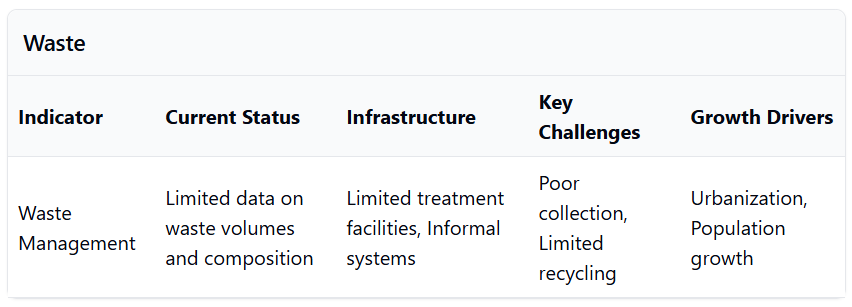 Waste
Indicator
Current Status
Infrastructure
Key
Challenges
Growth Drivers
Waste
Management
Limited data on
waste volumes
and composition
Limited treatment
facilities, Informal
systems
Poor
collection,
Limited
recycling
Urbanization,
Population
growth